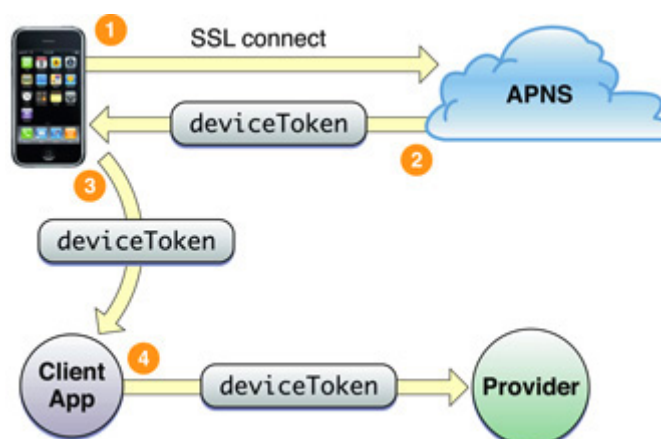 1
SSL connect
APNS
deviceToken
2
3
deviceToken
Client
App
4
deviceToken
Provider